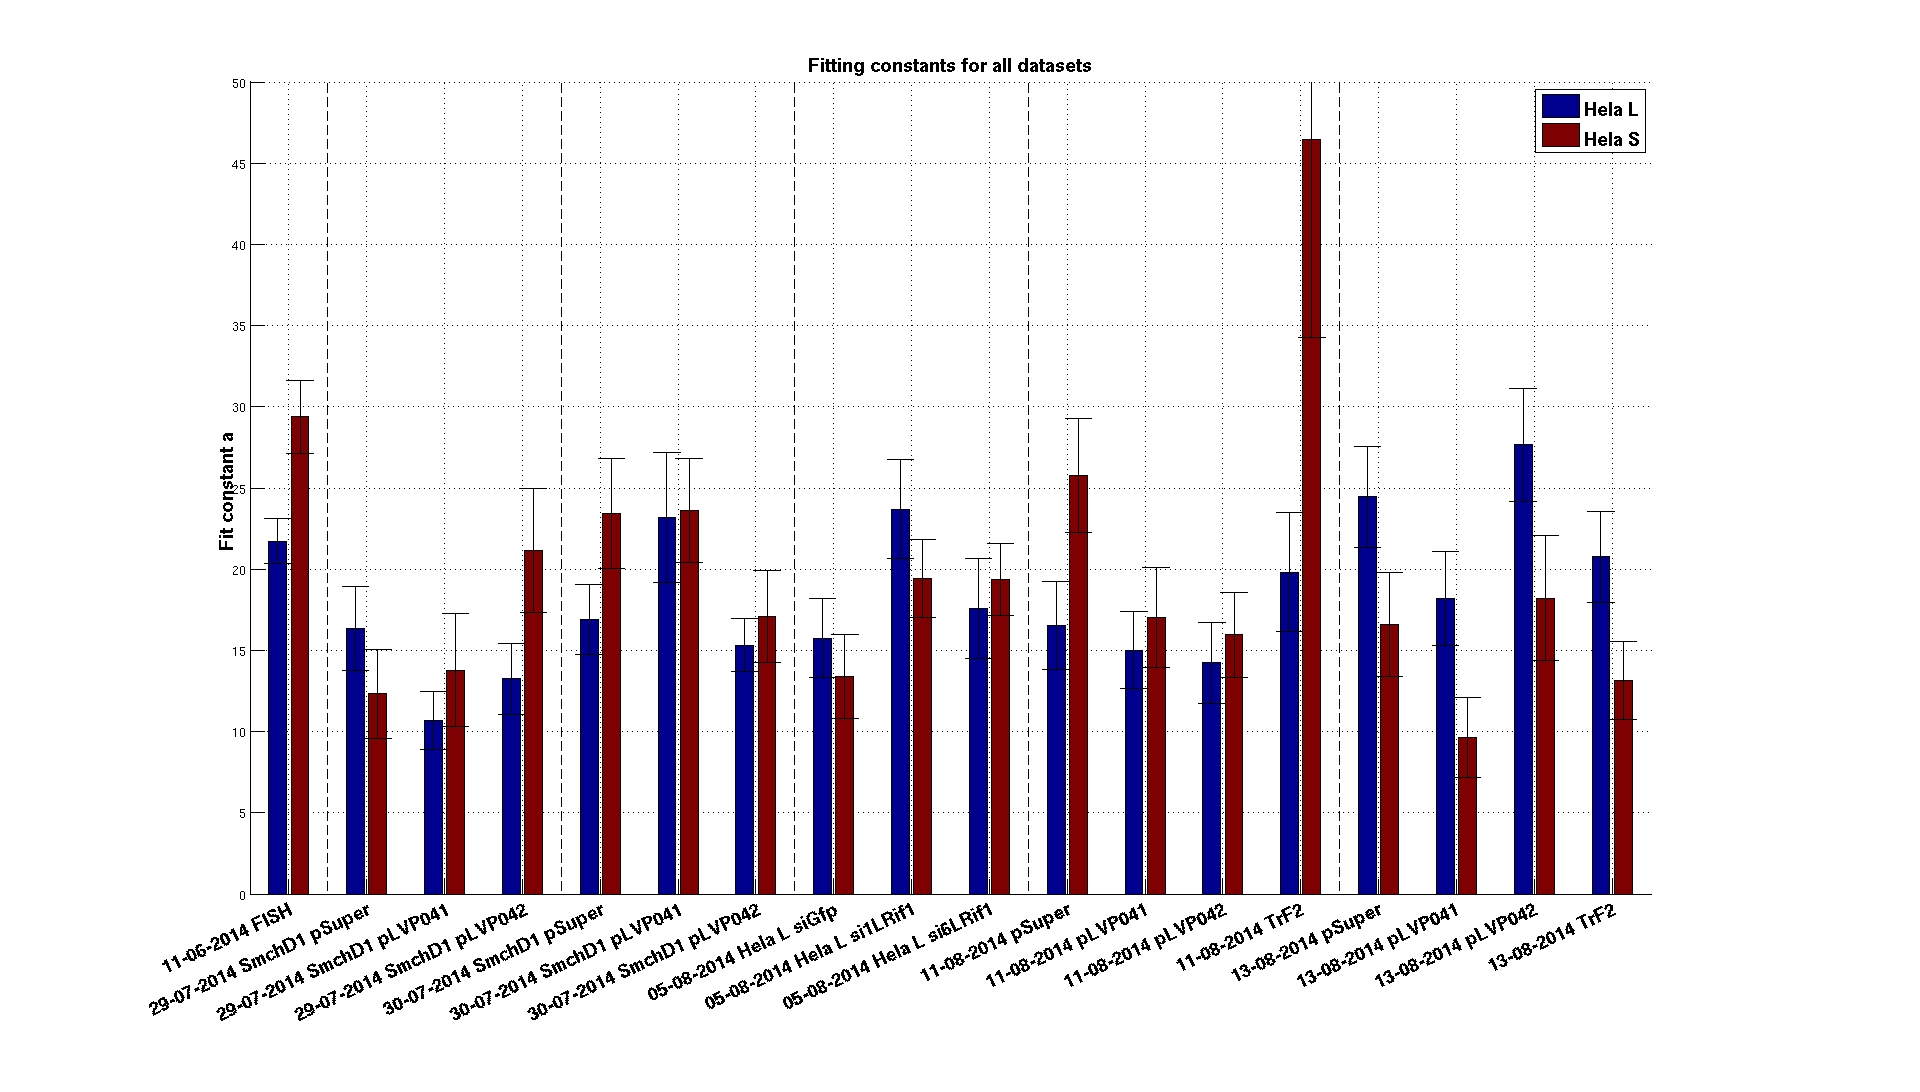 Fitting constants for all datasets
Hela L
Hela S
Fit constant a
50
45
40
35
30
25
20
15
10
5
0
11-06-2014 FISH
29-07-2014 SmchD1 pSuper
29-07-2014 SmchD1 pLVP041
29-07-2014 SmchD1 pLVP042
30-07-2014 SmchD1 pSuper
30-07-2014 SmchD1 pLVP041
30-07-2014 SmchD1 pLVP042
05-08-2014 Hela L siGfp
05-08-2014 Hela L si1LRif1
05-08-2014 Hela L si6LRif1
11-08-2014 pSuper
11-08-2014 pLVP041
11-08-2014 pLVP042
11-08-2014 TrF2
13-08-2014 pSuper
13-08-2014 pLVP041
13-08-2014 pLVP042
13-08-2014 TrF2